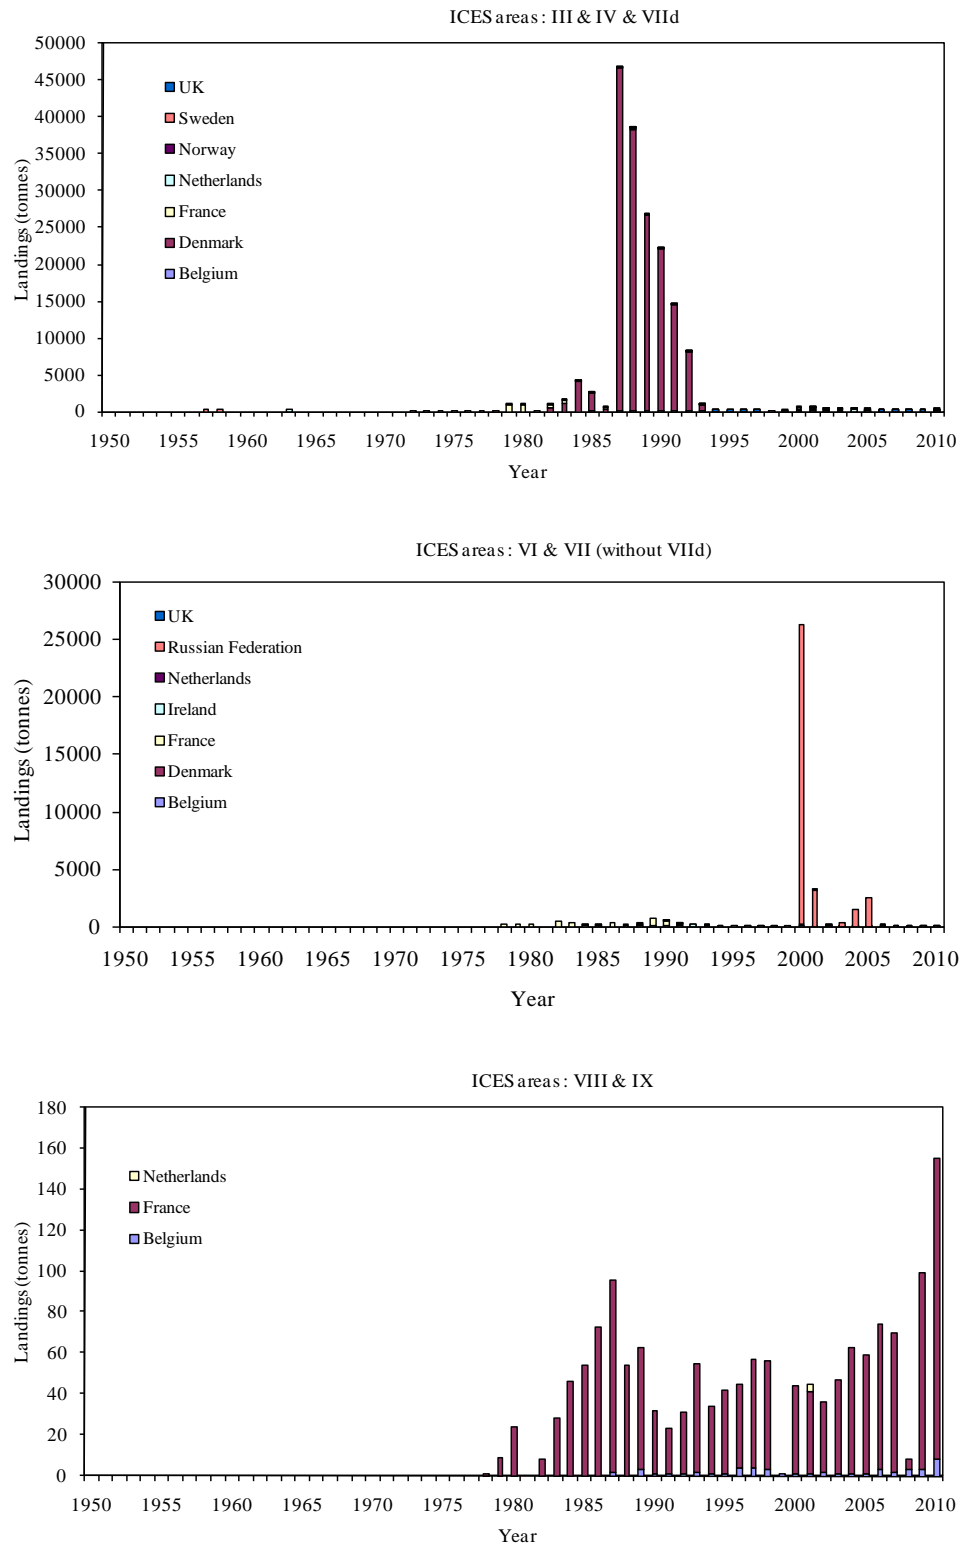 ICES areas : III & IV & VIId
50000
45000
40000
35000
30000
25000
20000
15000
10000
5000
0
Landings (tonnes)
UK
Sweden
Norway
Netherlands
France
Denmark
Belgium
1950 1955 1960 1965 1970 1975 1980 1985 1990 1995 2000 2005 2010
Year
ICES areas : VI & VII (without VIId)
30000
25000
20000
15000
10000
5000
0
Landings (tonnes)
UK
Russian Federation
Netherlands
Ireland
France
Denmark
Belgium
1950 1955 1960 1965 1970 1975 1980 1985 1990 1995 2000 2005 2010
Year
ICES areas : VIII & IX
180
160
140
120
100
80
60
40
20
0
Landings (tonnes)
Netherlands
France
Belgium
1950 1955 1960 1965 1970 1975 1980 1985 1990 1995 2000 2005 2010
Year